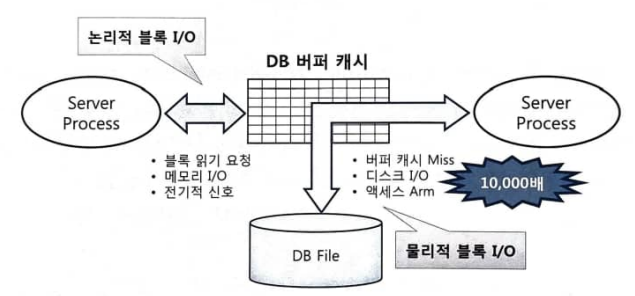 논리적 블록 I/O
DB 버퍼 캐시
Server
Process
Server
Process
• 블록 읽기 요청
• 메모리 I/O
• 전기적 신호
• 버퍼 캐시 Miss
• 디스크 I/O
• 액세스 Arm
10,000배
DB File
물리적 블록 I/O